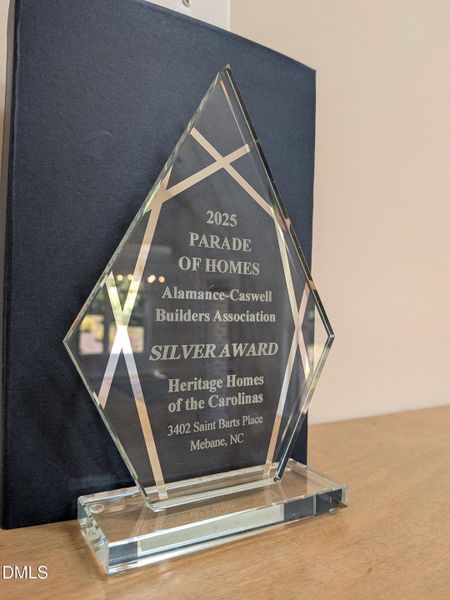 2025
PARADE
OF HOMES
Alamance-Caswell
Builders Association
SILVER AWARD
Heritage Homes
of the Carolinas
3402 Saint Barts Place
Mebane, NC
DMLS